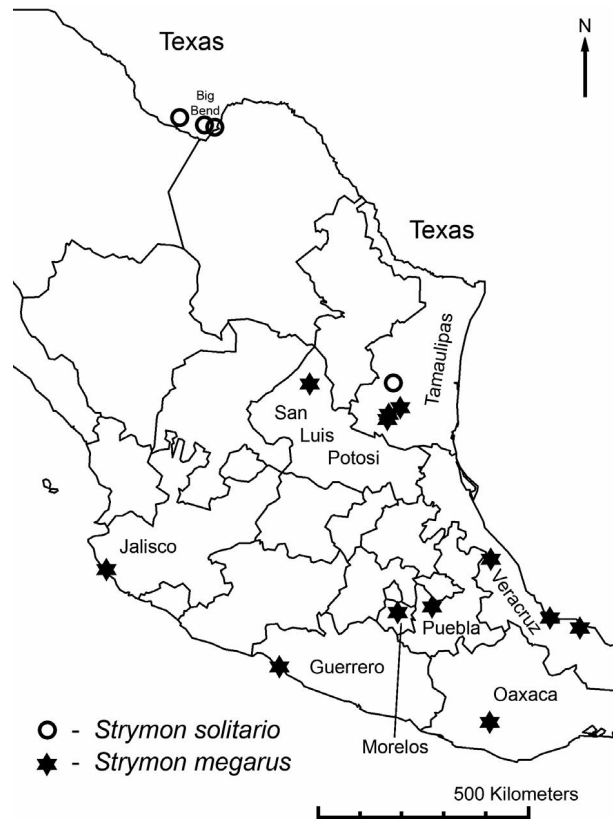 Texas
N
Big
Bend
Texas
Tamaulipas
San
Luis
Potosi
Jalisco
Veracruz
Puebla
Guerrero
Oaxaca
Morelos
- Strymon solitario
- Strymon megarus
500 Kilometers